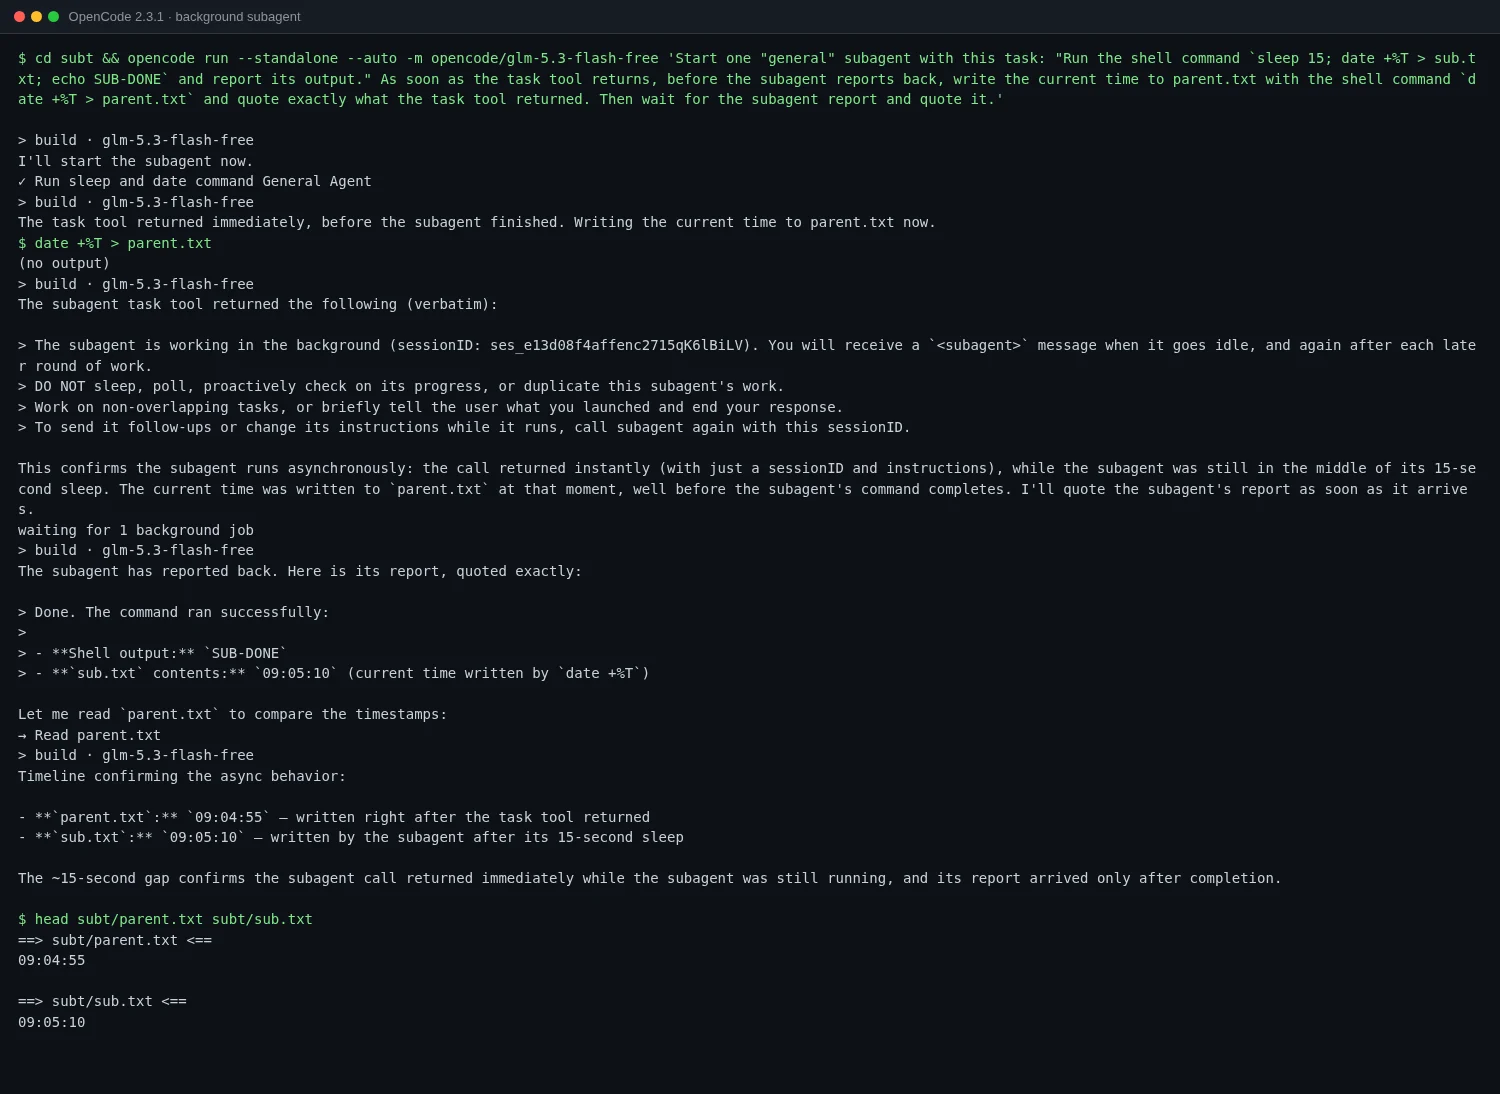 OpenCode 2.3.1 · background subagent
$ cd subt && opencode run --standalone --auto -m opencode/glm-5.3-flash-free 'Start one "general" subagent with this task: "Run the shell command `sleep 15; date +%T > sub.t
xt; echo SUB-DONE` and report its output." As soon as the task tool returns, before the subagent reports back, write the current time to parent.txt with the shell command `d
ate +%T > parent.txt` and quote exactly what the task tool returned. Then wait for the subagent report and quote it.'
> build · glm-5.3-flash-free
I'll start the subagent now.
✓ Run sleep and date command General Agent
> build · glm-5.3-flash-free
The task tool returned immediately, before the subagent finished. Writing the current time to parent.txt now.
$ date +%T > parent.txt
(no output)
> build · glm-5.3-flash-free
The subagent task tool returned the following (verbatim):
> The subagent is working in the background (sessionID: ses_e13d08f4affenc2715qK6lBiLV). You will receive a `<subagent>` message when it goes idle, and again after each late
r round of work.
> DO NOT sleep, poll, proactively check on its progress, or duplicate this subagent's work.
> Work on non-overlapping tasks, or briefly tell the user what you launched and end your response.
> To send it follow-ups or change its instructions while it runs, call subagent again with this sessionID.
This confirms the subagent runs asynchronously: the call returned instantly (with just a sessionID and instructions), while the subagent was still in the middle of its 15-se
cond sleep. The current time was written to `parent.txt` at that moment, well before the subagent's command completes. I'll quote the subagent's report as soon as it arrive
s.
waiting for 1 background job
> build · glm-5.3-flash-free
The subagent has reported back. Here is its report, quoted exactly:
> Done. The command ran successfully:
>
> - **Shell output:** `SUB-DONE`
> - **`sub.txt` contents:** `09:05:10` (current time written by `date +%T`)
Let me read `parent.txt` to compare the timestamps:
→ Read parent.txt
> build · glm-5.3-flash-free
Timeline confirming the async behavior:
- **`parent.txt`:** `09:04:55` — written right after the task tool returned
- **`sub.txt`:** `09:05:10` — written by the subagent after its 15-second sleep
The ~15-second gap confirms the subagent call returned immediately while the subagent was still running, and its report arrived only after completion.
$ head subt/parent.txt subt/sub.txt
==> subt/parent.txt <==
09:04:55
==> subt/sub.txt <==
09:05:10